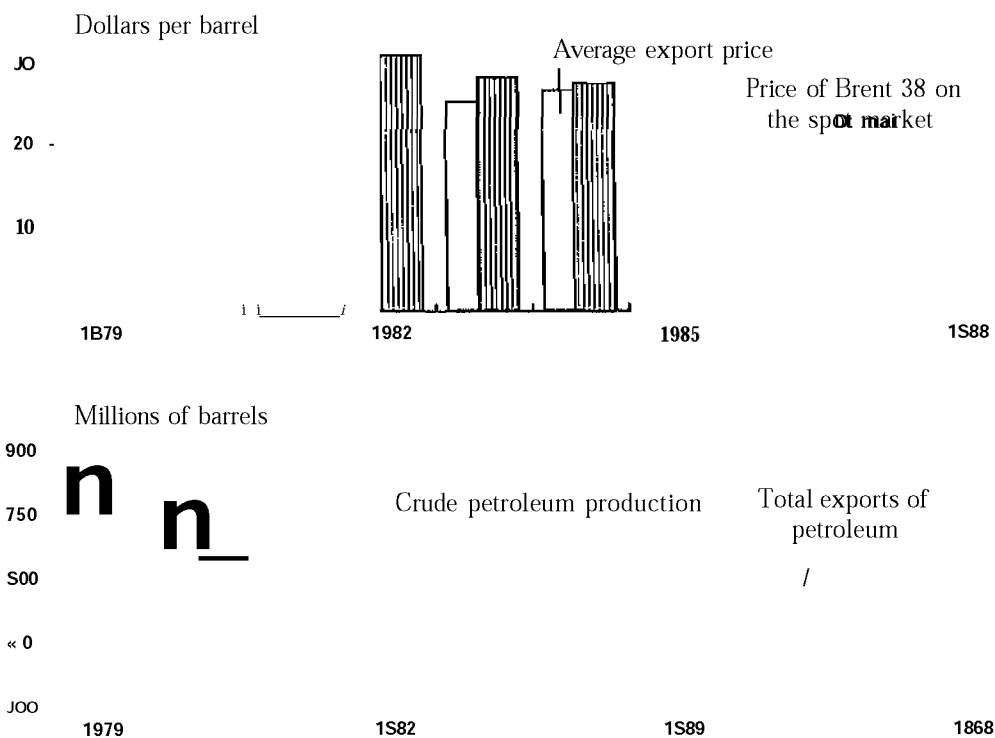 Dollars per barrel
JO
Average export price
Price of Brent 38 on
the spot market
20 -
10
i i i
1B79 1982 1985 1S88
Millions of barrels
900
n
Crude petroleum production
Total exports of
petroleum
750
n
S00
/
« 0
JOO
1979 1S82 1S89 1868